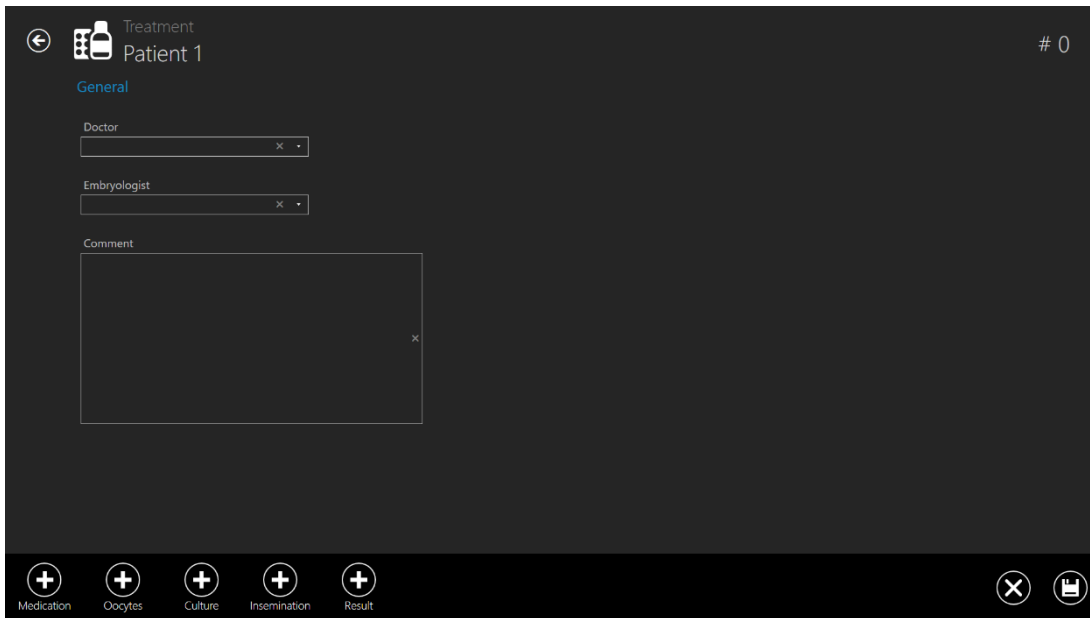 Treatment
Patient 1
# 0
General
Doctor
Embryologist
Comment
Medication
Oocytes
Culture
Insemination
Result